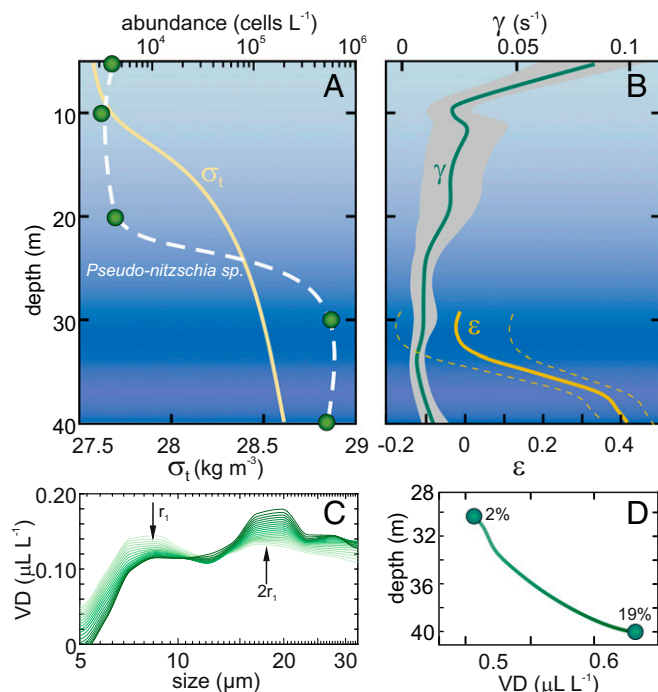 abundance (cells L⁻¹)
10⁴ 10⁵ 10⁶
γ (s⁻¹)
0 0.05 0.1
A
B
10
20
30
40
depth (m)
σt
Pseudo-nitzschia sp.
γ
ε
27.5 28 28.5 29
σt (kg m⁻³)
-0.2 0 0.2 0.4
ε
C
D
0.20
0.10
0
VD (µL L⁻¹)
r₁
2r₁
5 10 20 30
size (µm)
28
32
36
40
depth (m)
2%
19%
0.5 0.6
VD (µL L⁻¹)